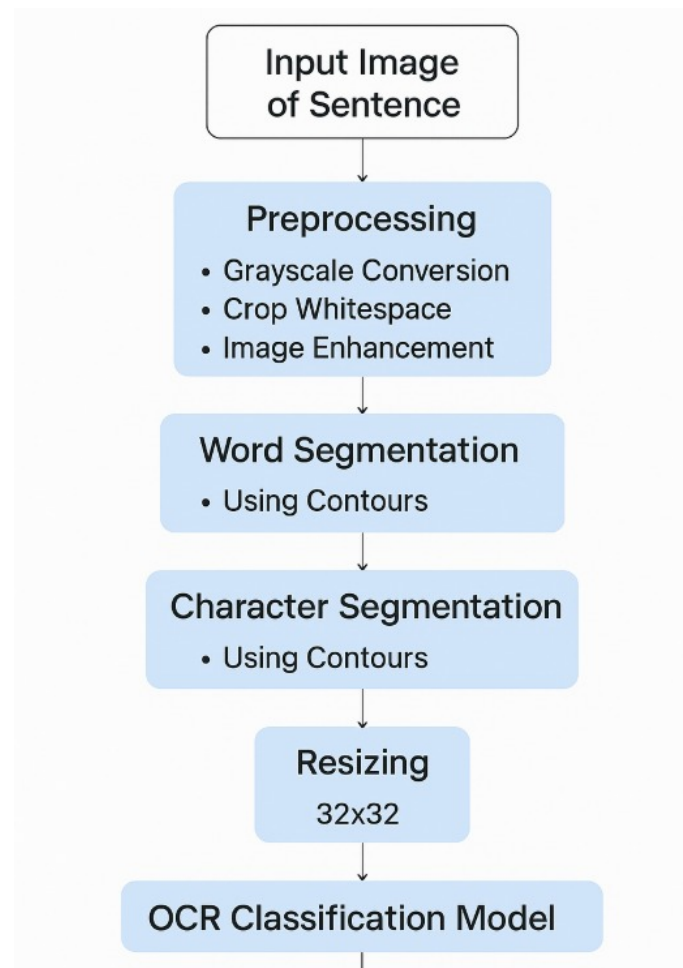 Input Image
of Sentence
Preprocessing
• Grayscale Conversion
• Crop Whitespace
• Image Enhancement
Word Segmentation
• Using Contours
Character Segmentation
• Using Contours
Resizing
32x32
OCR Classification Model